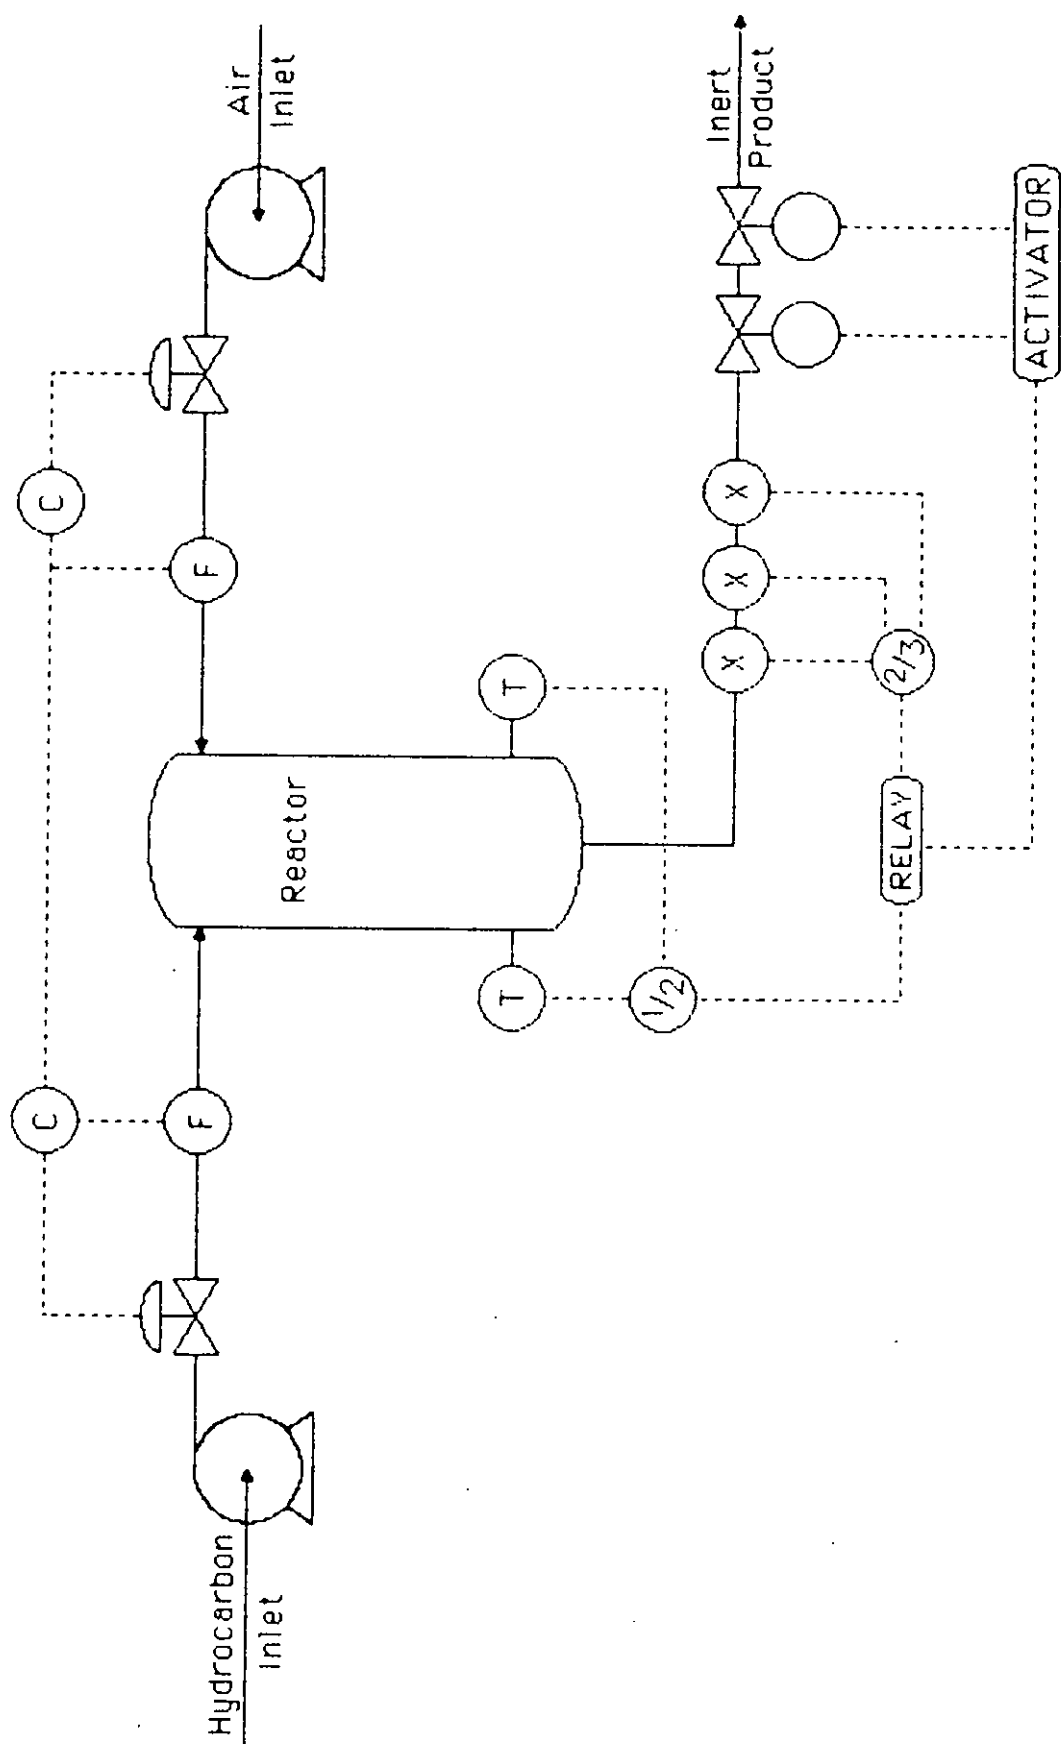 Hydrocarbon
Inlet
C
F
C
F
Air
Inlet
Reactor
T
T
1/2
X
X
X
2/3
RELAY
ACTIVATOR
Inert
Product